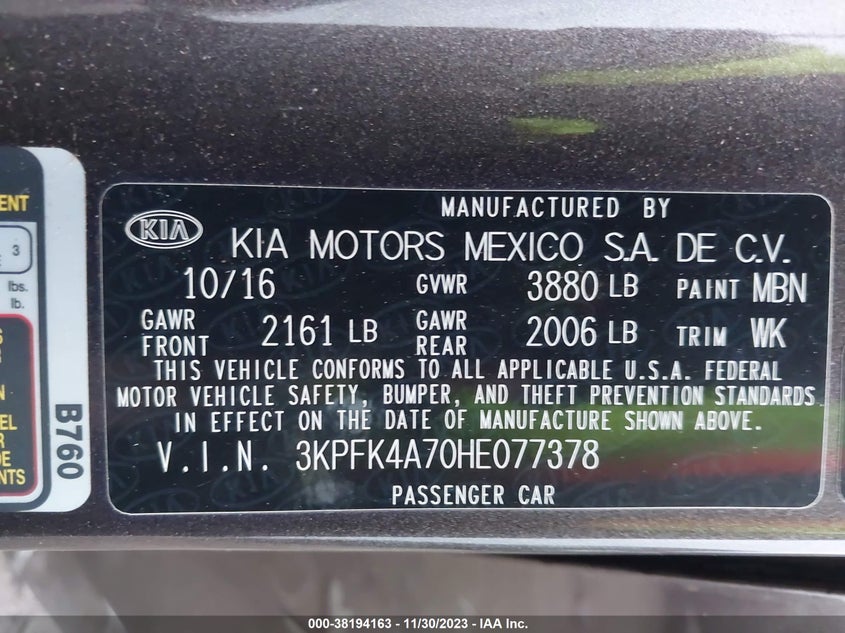 MANUFACTURED BY
KIA KIA MOTORS MEXICO S.A. DE C.V.
10/16 GVWR 3880 LB PAINT MBN
GAWR FRONT 2161 LB GAWR REAR 2006 LB TRIM WK
THIS VEHICLE CONFORMS TO ALL APPLICABLE U.S.A. FEDERAL
MOTOR VEHICLE SAFETY, BUMPER, AND THEFT PREVENTION STANDARDS
IN EFFECT ON THE DATE OF MANUFACTURE SHOWN ABOVE.
V.I.N. 3KPFK4A70HE077378
PASSENGER CAR
3
lbs.
lb.
B760
000-38194163 - 11/30/2023 - IAA Inc.